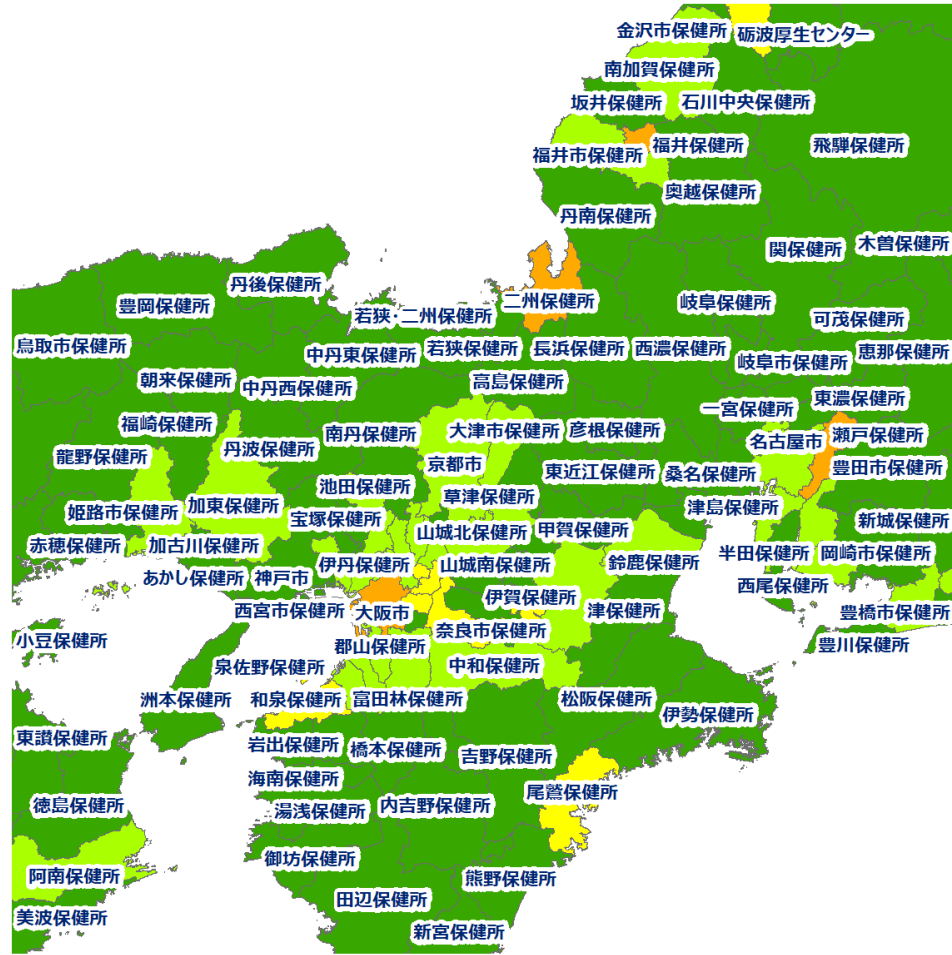 金沢市保健所
砺波厚生センター
南加賀保健所
坂井保健所
石川中央保健所
福井市保健所
福井保健所
飛騨保健所
奥越保健所
丹南保健所
関保健所
木曽保健所
丹後保健所
豊岡保健所
二州保健所
岐阜保健所
若狭・二州保健所
可茂保健所
鳥取市保健所
中丹東保健所
若狭保健所
長浜保健所
西濃保健所
岐阜市保健所
恵那保健所
朝来保健所
中丹西保健所
高島保健所
東濃保健所
福崎保健所
一宮保健所
龍野保健所
丹波保健所
南丹保健所
大津市保健所
彦根保健所
名古屋市
瀬戸保健所
京都市
東近江保健所
桑名保健所
豊田市保健所
池田保健所
草津保健所
姫路市保健所
加東保健所
津島保健所
宝塚保健所
山城北保健所
甲賀保健所
新城保健所
赤穂保健所
加古川保健所
伊丹保健所
山城南保健所
鈴鹿保健所
半田保健所
岡崎市保健所
あかし保健所
神戸市
西尾保健所
伊賀保健所
西宮市保健所
大阪市
津保健所
豊橋市保健所
小豆保健所
奈良市保健所
郡山保健所
豊川保健所
泉佐野保健所
中和保健所
洲本保健所
和泉保健所
富田林保健所
松阪保健所
伊勢保健所
東讃保健所
岩出保健所
橋本保健所
吉野保健所
海南保健所
尾鷲保健所
徳島保健所
湯浅保健所
内吉野保健所
御坊保健所
阿南保健所
熊野保健所
田辺保健所
美波保健所
新宮保健所